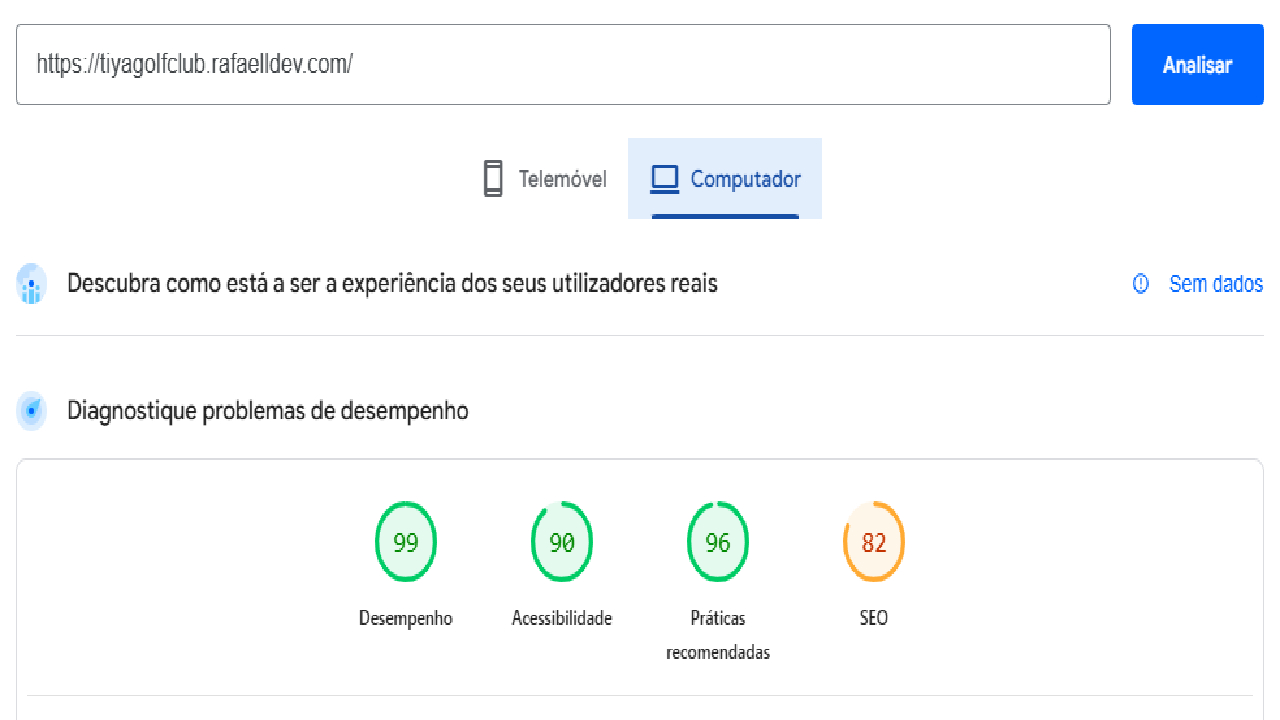 https://tiyagolfclub.rafaelldev.com/
Analisar
Telemóvel
Computador
Descubra como está a ser a experiência dos seus utilizadores reais
Sem dados
Diagnostique problemas de desempenho
99
90
96
82
Desempenho
Acessibilidade
Práticas
recomendadas
SEO